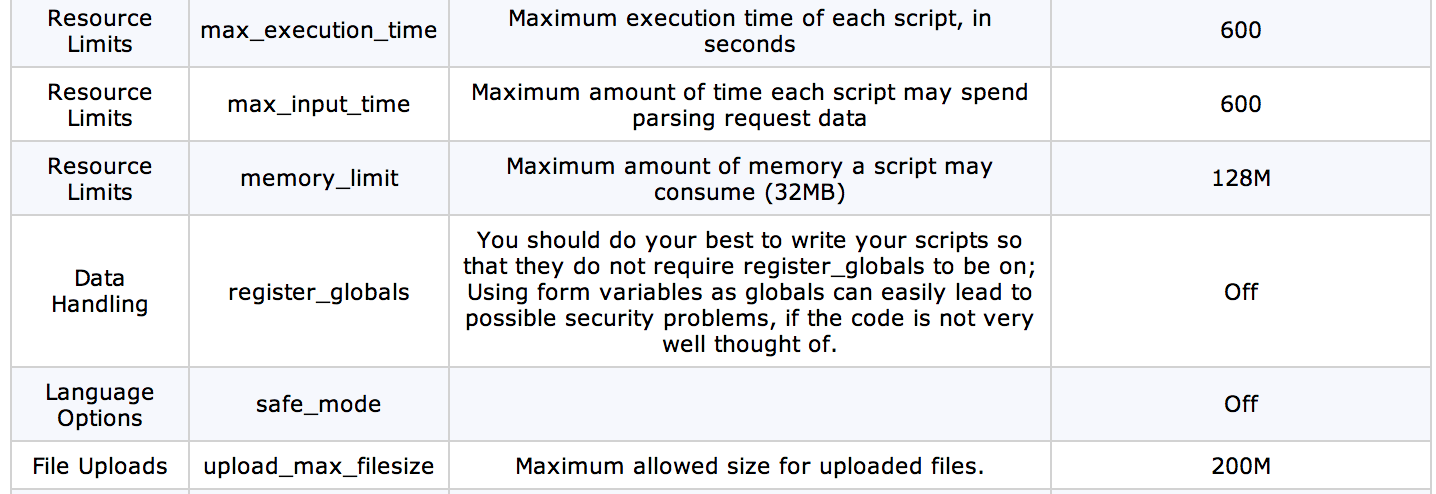 Resource
Limits
max_execution_time
Maximum execution time of each script, in
seconds
600
Resource
Limits
max_input_time
Maximum amount of time each script may spend
parsing request data
600
Resource
Limits
memory_limit
Maximum amount of memory a script may
consume (32MB)
128M
Data
Handling
register_globals
You should do your best to write your scripts so
that they do not require register_globals to be on;
Using form variables as globals can easily lead to
possible security problems, if the code is not very
well thought of.
Off
Language
Options
safe_mode
Off
File Uploads
upload_max_filesize
Maximum allowed size for uploaded files.
200M